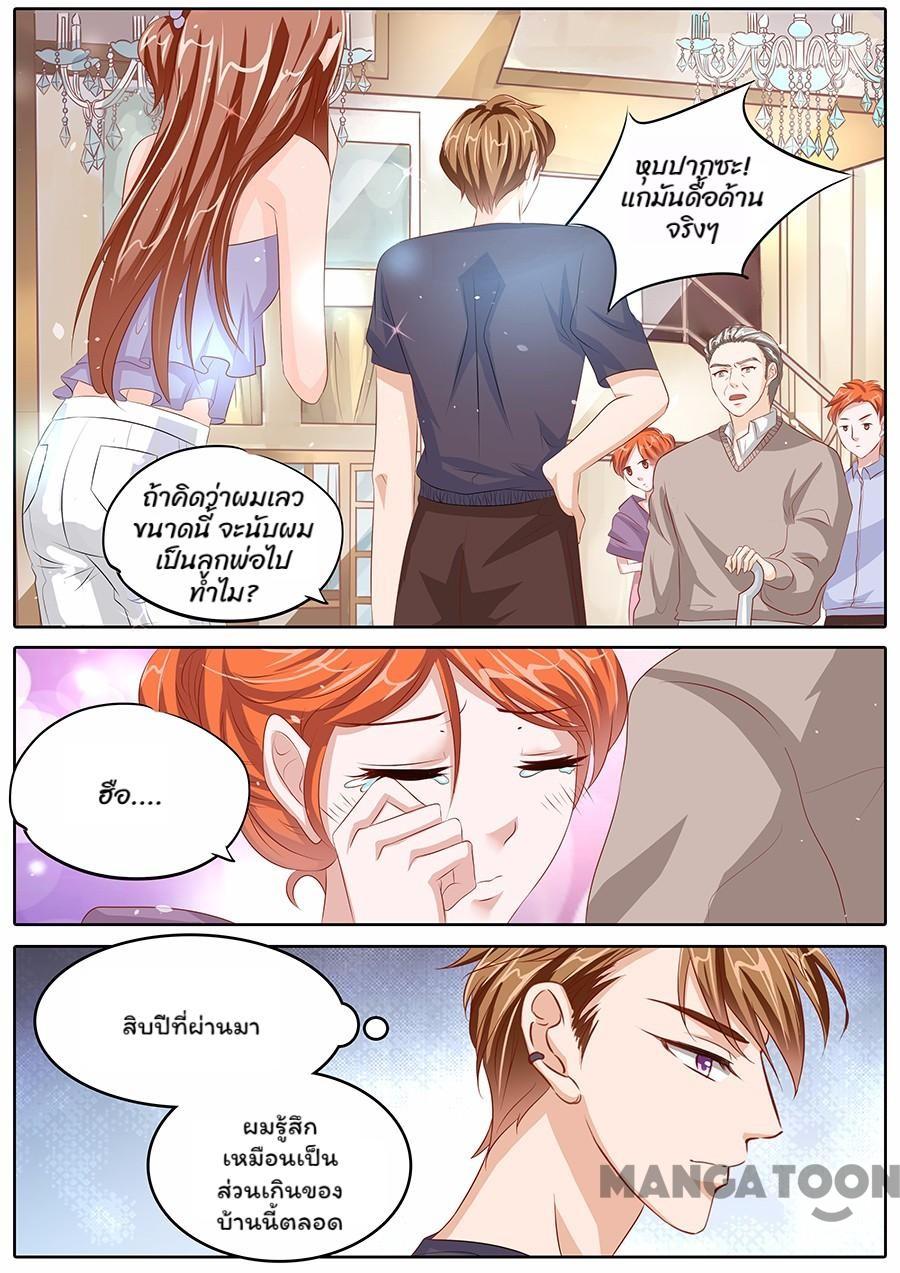 หุบปากซะ!
แกมันดื้อด้าน
จริงๆ
ถ้าคิดว่าผมเลว
ขนาดนี้ จะนับผม
เป็นลูกพ่อไป
ทำไม?
ฮือ....
สิบปีที่ผ่านมา
ผมรู้สึก
เหมือนเป็น
ส่วนเกินของ
บ้านนี้ตลอด
MANGATOON